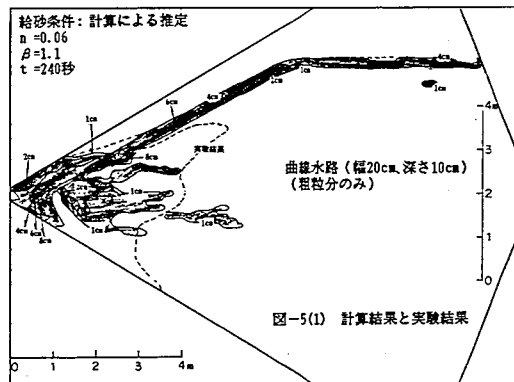 給砂条件:計算による推定
n =0.06
β=1.1
t =240秒
4cm
1cm
6cm
4cm
1cm
1cm
1cm
4m
1cm
2cm
6cm
実験結果
3
曲線水路(幅20cm、深さ10cm)
(粗粒分のみ)
2
1cm
1cm
1cm
1cm
4cm
6cm
6cm
1
0
図-5(1) 計算結果と実験結果
0 1 2 3 4 m